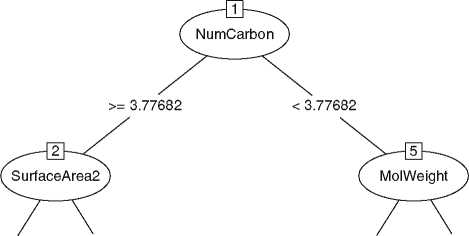 1
NumCarbon
>= 3.77682
< 3.77682
2
SurfaceArea2
5
MolWeight